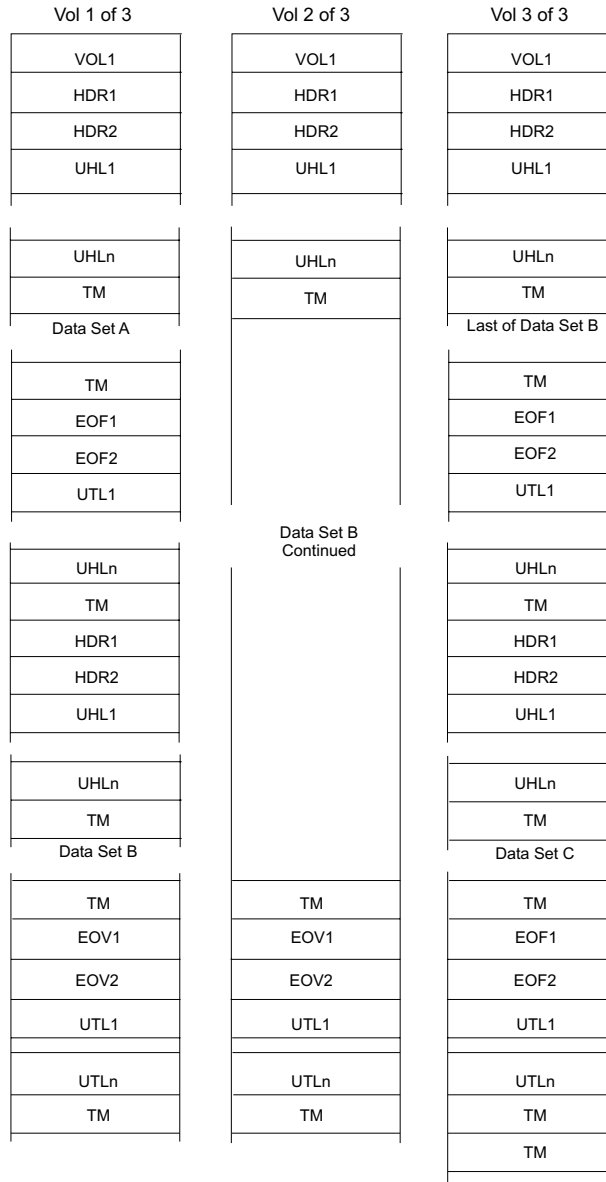 Vol 1 of 3
VOL1
HDR1
HDR2
UHL1
UHLn
TM
Data Set A
TM
EOF1
EOF2
UTL1
UHLn
TM
HDR1
HDR2
UHL1
UHLn
TM
Data Set B
TM
EOV1
EOV2
UTL1
UTLn
TM
Vol 2 of 3
VOL1
HDR1
HDR2
UHL1
UHLn
TM
Data Set B
Continued
TM
EOV1
EOV2
UTL1
UTLn
TM
Vol 3 of 3
VOL1
HDR1
HDR2
UHL1
UHLn
TM
Last of Data Set B
TM
EOF1
EOF2
UTL1
UHLn
TM
HDR1
HDR2
UHL1
UHLn
TM
Data Set C
TM
EOF1
EOF2
UTL1
UTLn
TM
TM